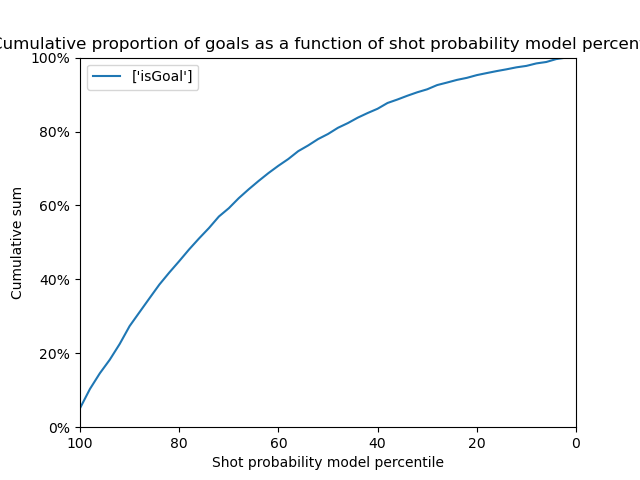 Cumulative proportion of goals as a function of shot probability model percen
['isGoal']
100%
80%
60%
40%
20%
0%
Cumulative sum
100 80 60 40 20 0
Shot probability model percentile